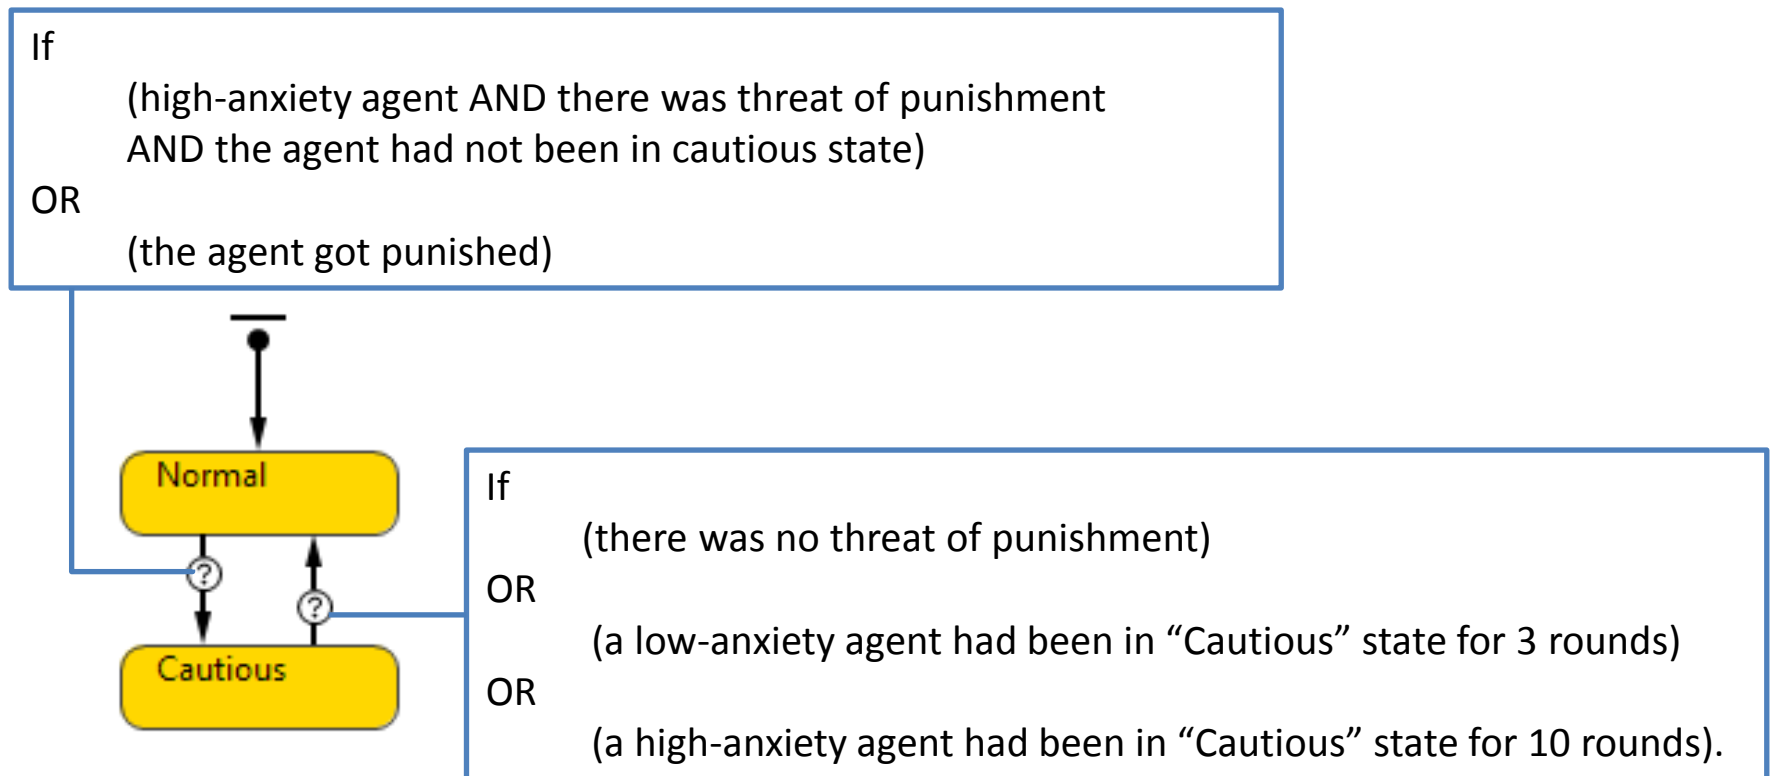 If
(high-anxiety agent AND there was threat of punishment
AND the agent had not been in cautious state)
OR
(the agent got punished)
Normal
?
?
Cautious
If
(there was no threat of punishment)
OR
(a low-anxiety agent had been in “Cautious” state for 3 rounds)
OR
(a high-anxiety agent had been in “Cautious” state for 10 rounds).